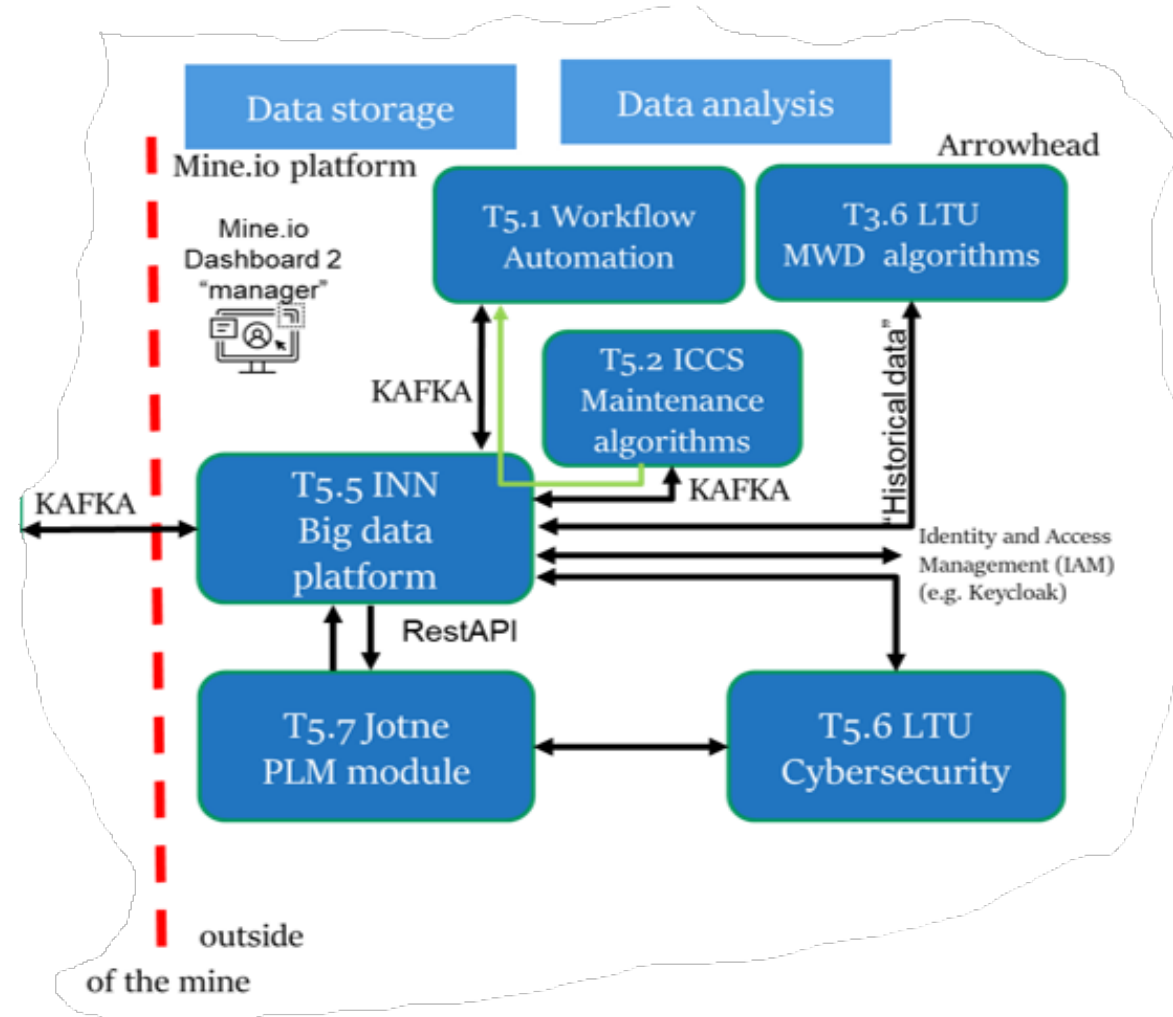 Data storage
Data analysis
Mine.io platform
Arrowhead
Mine.io
Dashboard 2
“manager”
T5.1 Workflow
Automation
T3.6 LTU
MWD algorithms
KAFKA
T5.2 ICCS
Maintenance
algorithms
"Historical data"
KAFKA
KAFKA
T5.5 INN
Big data
platform
Identity and Access
Management (IAM)
(e.g. Keycloak)
RestAPI
T5.7 Jotne
PLM module
T5.6 LTU
Cybersecurity
outside
of the mine